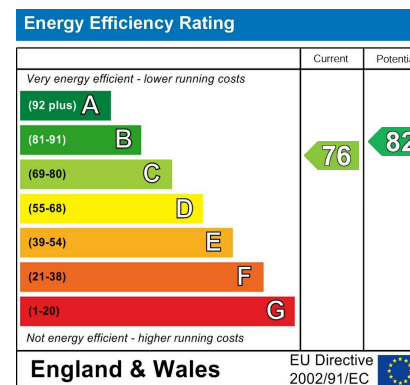 Energy Efficiency Rating
Current Potentia
Very energy efficient - lower running costs
(92 plus) A
(81-91) B
82
(69-80) C
76
(55-68) D
(39-54) E
(21-38) F
(1-20) G
Not energy efficient - higher running costs
England & Wales
EU Directive
2002/91/EC